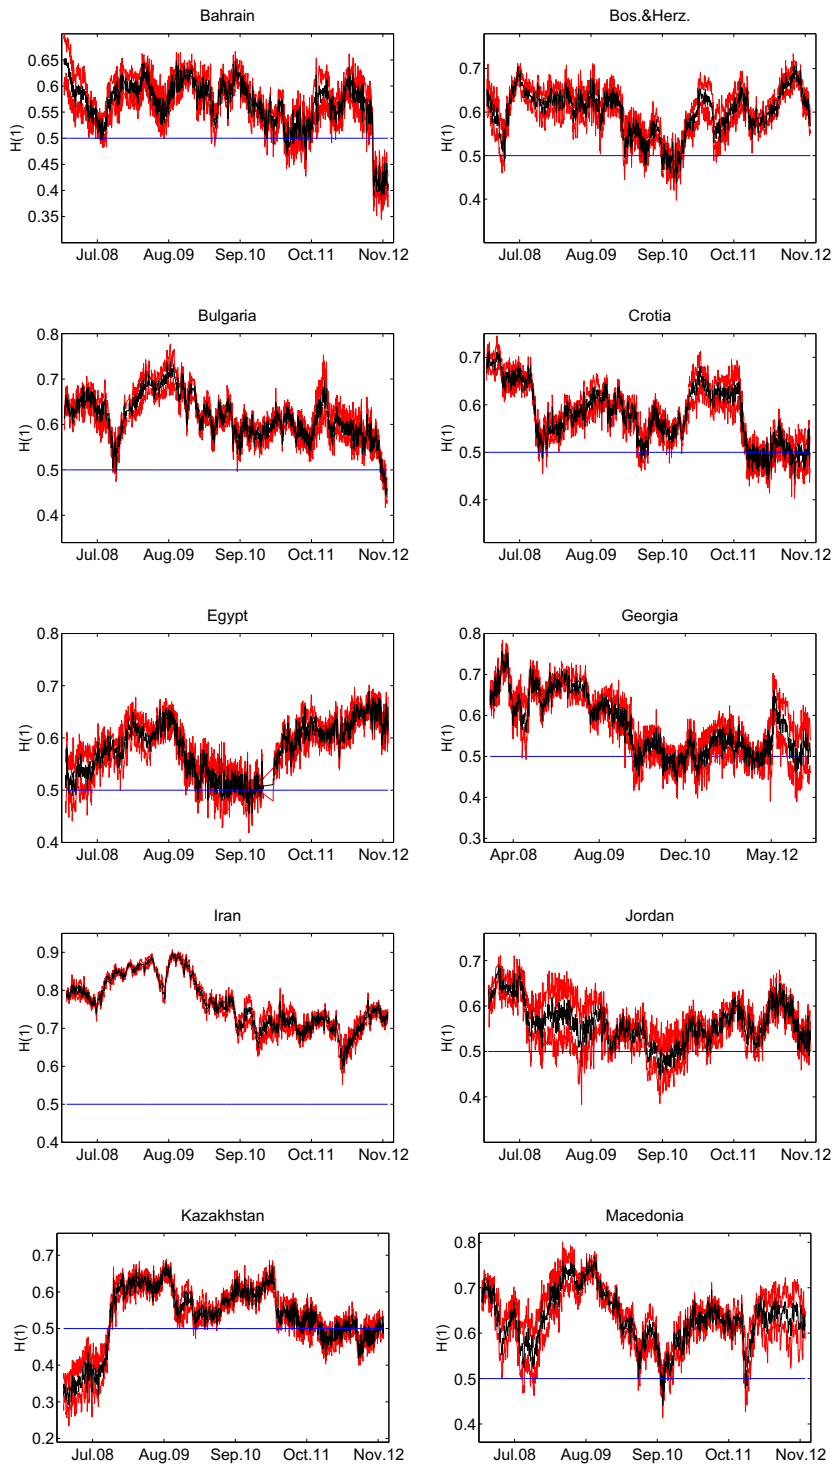 Bahrain
0.65
0.6
0.55
0.5
0.45
0.4
0.35
H(1)
Jul.08 Aug.09 Sep.10 Oct.11 Nov.12
Bos.&Herz.
0.7
0.6
0.5
0.4
H(1)
Jul.08 Aug.09 Sep.10 Oct.11 Nov.12
Bulgaria
0.8
0.7
0.6
0.5
0.4
H(1)
Jul.08 Aug.09 Sep.10 Oct.11 Nov.12
Crotia
0.7
0.6
0.5
0.4
H(1)
Jul.08 Aug.09 Sep.10 Oct.11 Nov.12
Egypt
0.8
0.7
0.6
0.5
0.4
H(1)
Jul.08 Aug.09 Sep.10 Oct.11 Nov.12
Georgia
0.8
0.7
0.6
0.5
0.4
0.3
H(1)
Apr.08 Aug.09 Dec.10 May.12
Iran
0.9
0.8
0.7
0.6
0.5
0.4
H(1)
Jul.08 Aug.09 Sep.10 Oct.11 Nov.12
Jordan
0.7
0.6
0.5
0.4
H(1)
Jul.08 Aug.09 Sep.10 Oct.11 Nov.12
Kazakhstan
0.7
0.6
0.5
0.4
0.3
0.2
H(1)
Jul.08 Aug.09 Sep.10 Oct.11 Nov.12
Macedonia
0.8
0.7
0.6
0.5
0.4
H(1)
Jul.08 Aug.09 Sep.10 Oct.11 Nov.12